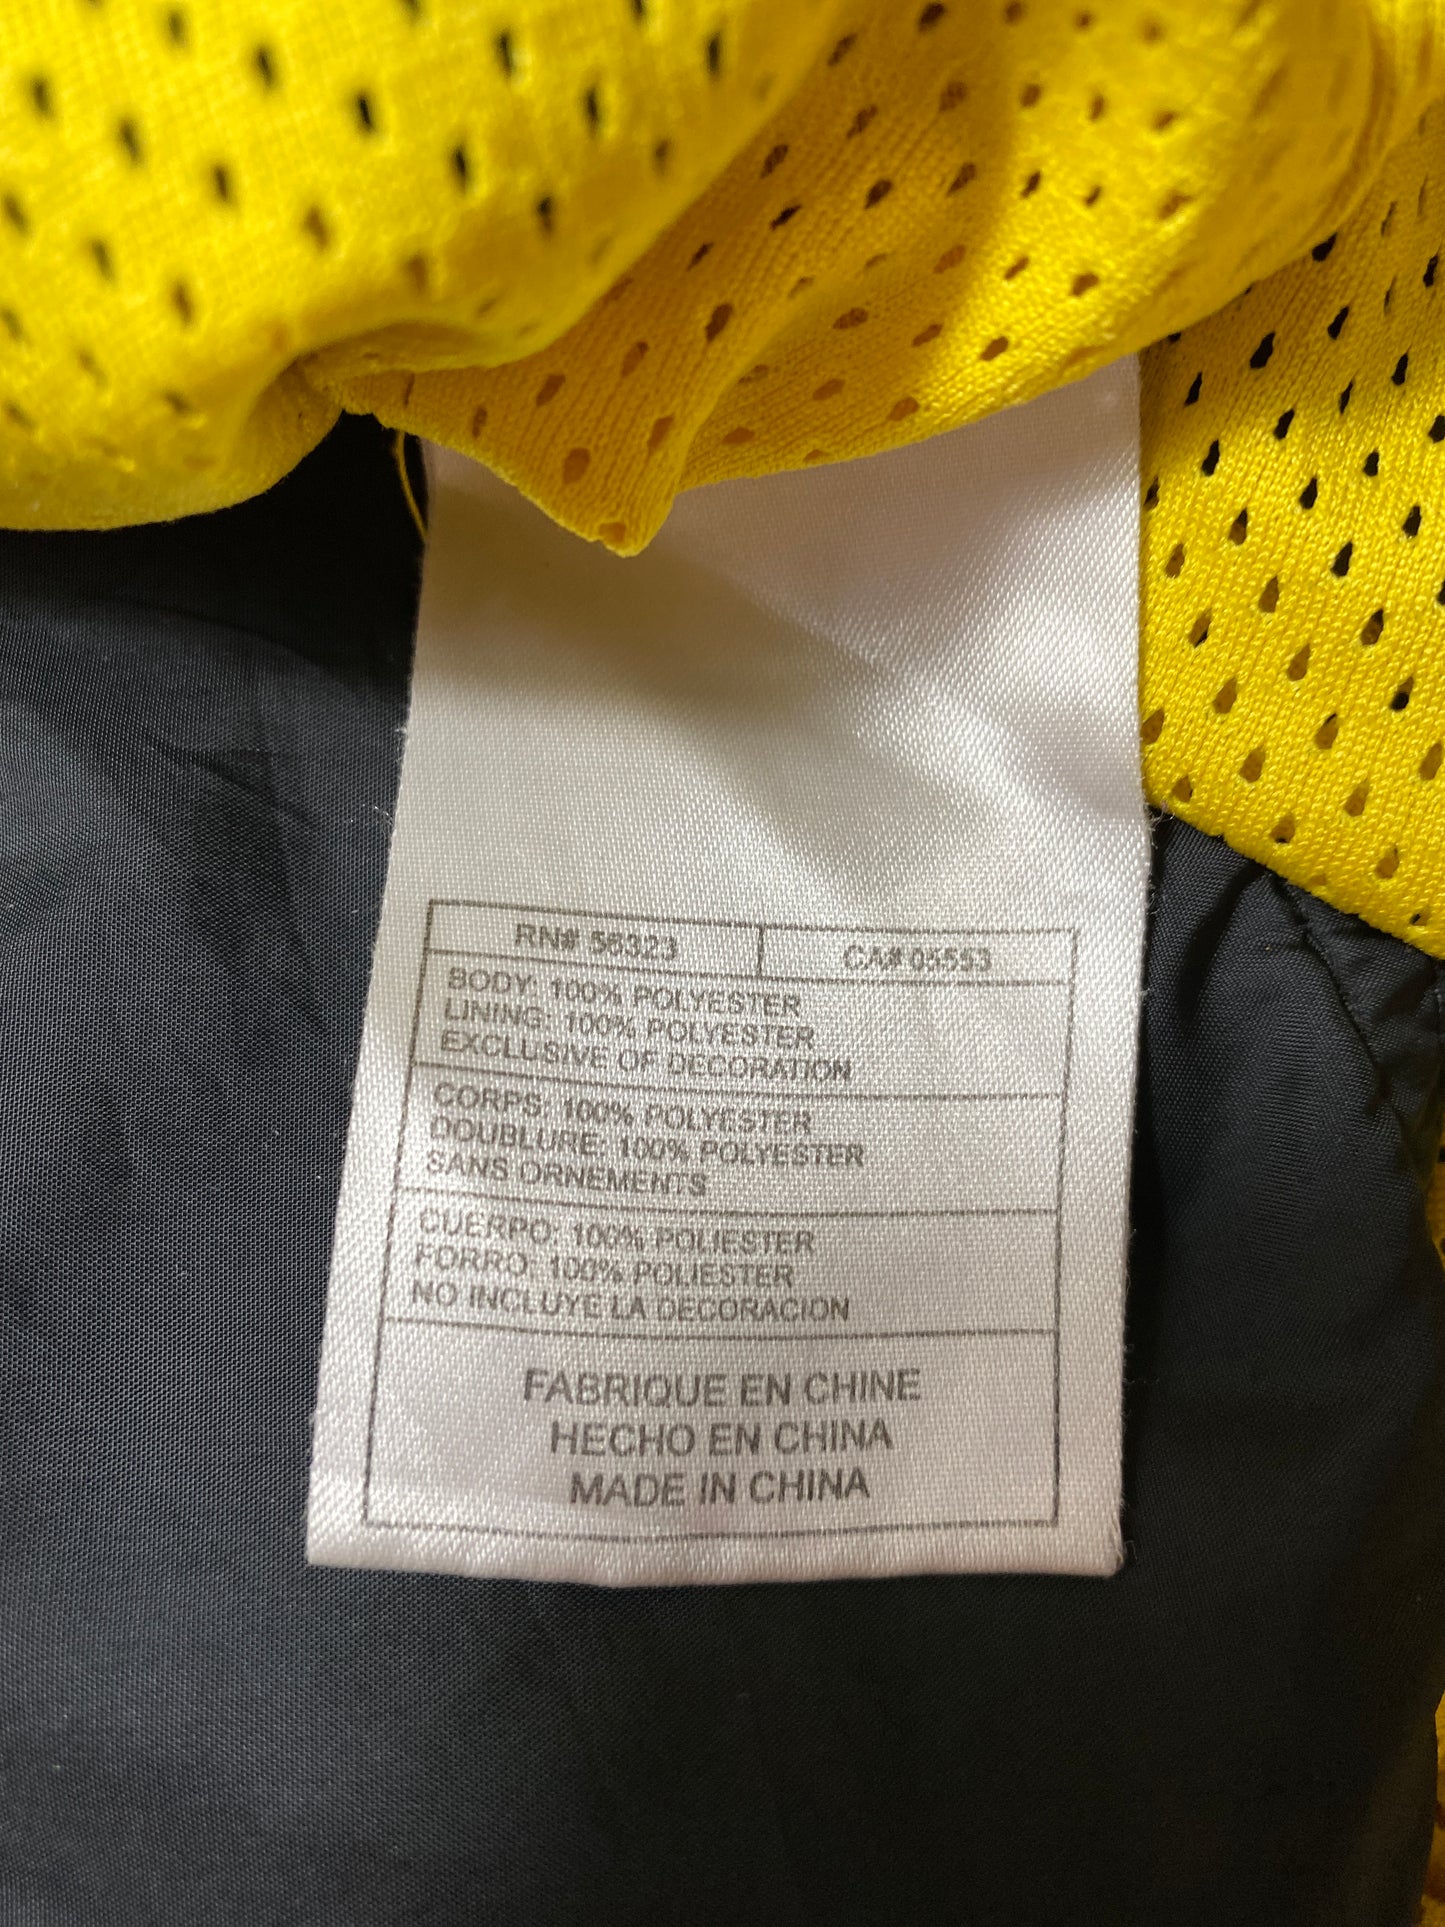 RN# 56323 CA# 05553
BODY: 100% POLYESTER
LINING: 100% POLYESTER
EXCLUSIVE OF DECORATION
CORPS: 100% POLYESTER
DOUBLURE: 100% POLYESTER
SANS ORNEMENTS
CUERPO: 100% POLIESTER
FORRO: 100% POLIESTER
NO INCLUYE LA DECORACION
FABRIQUE EN CHINE
HECHO EN CHINA
MADE IN CHINA